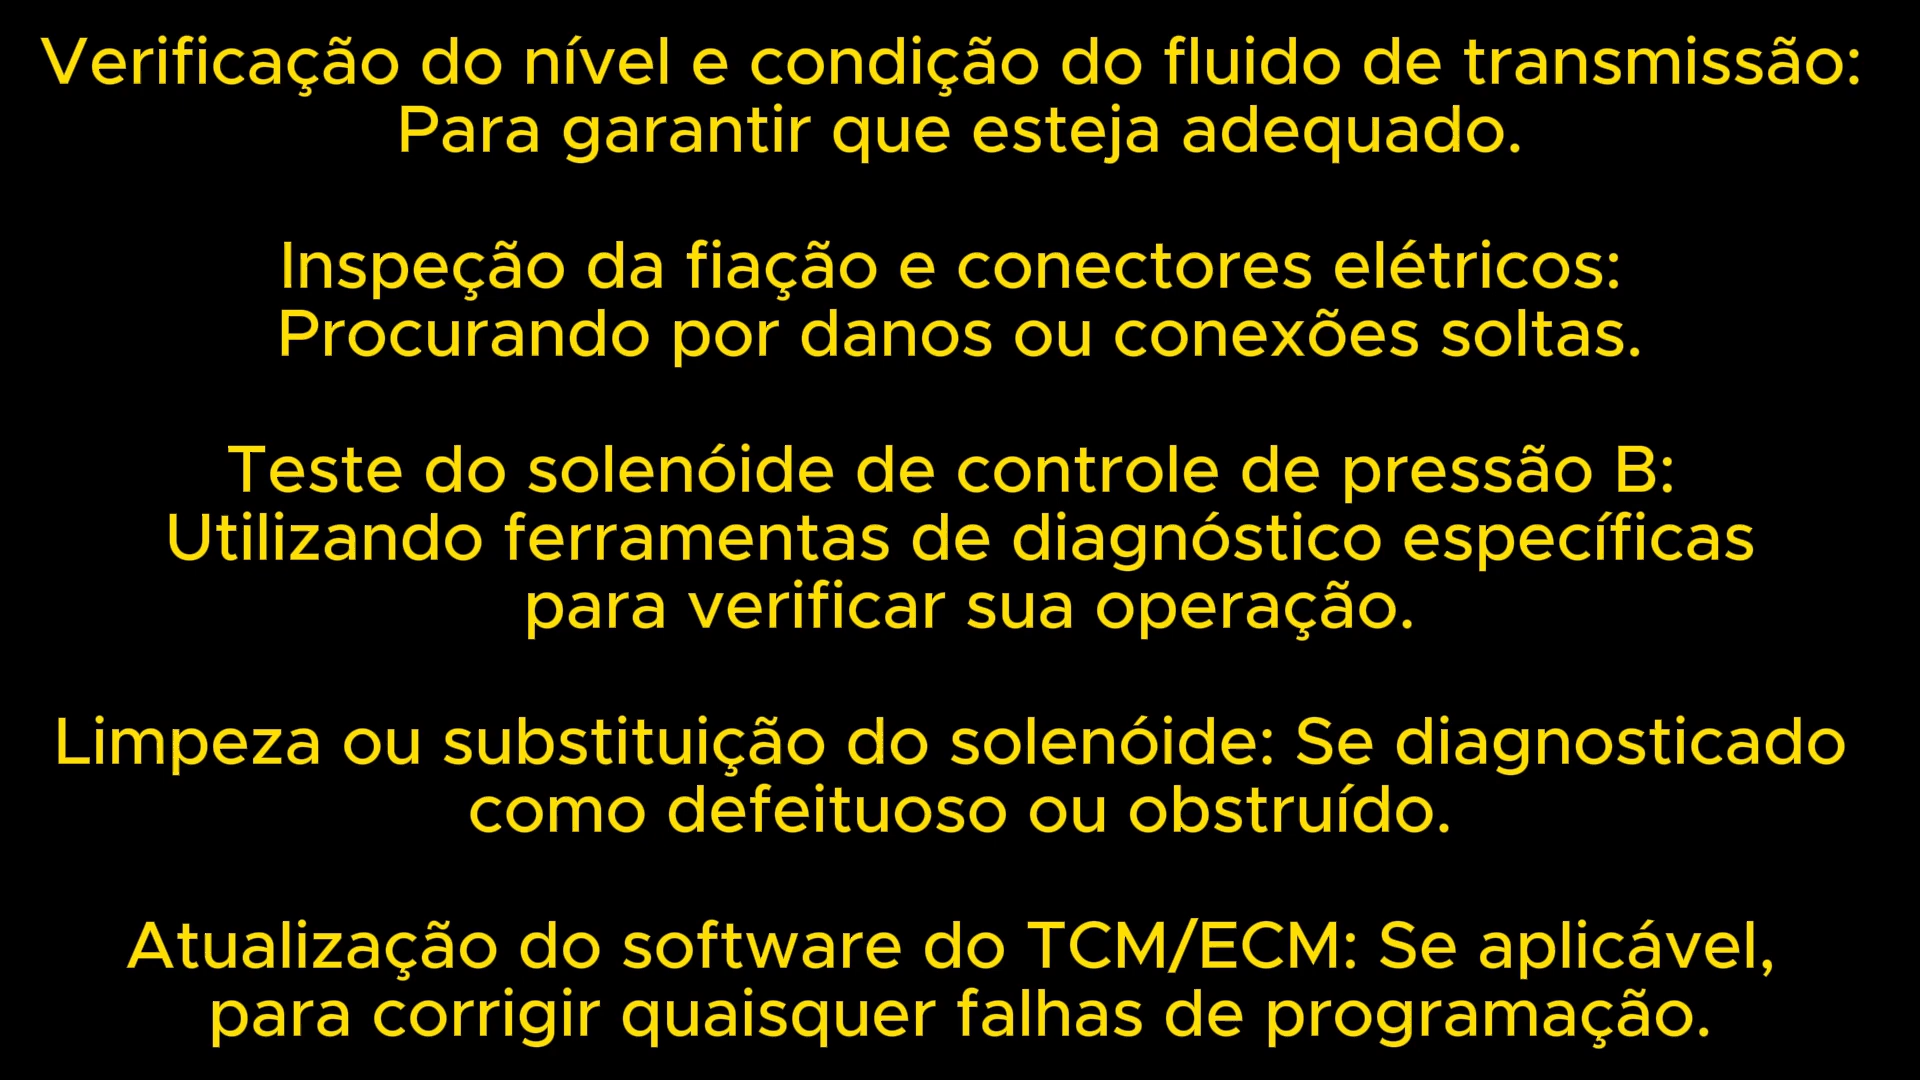 Verificação do nível e condição do fluido de transmissão:
Para garantir que esteja adequado.
Inspeção da fiação e conectores elétricos:
Procurando por danos ou conexões soltas.
Teste do solenóide de controle de pressão B:
Utilizando ferramentas de diagnóstico específicas
para verificar sua operação.
Limpeza ou substituição do solenóide: Se diagnosticado
como defeituoso ou obstruído.
Atualização do software do TCM/ECM: Se aplicável,
para corrigir quaisquer falhas de programação.